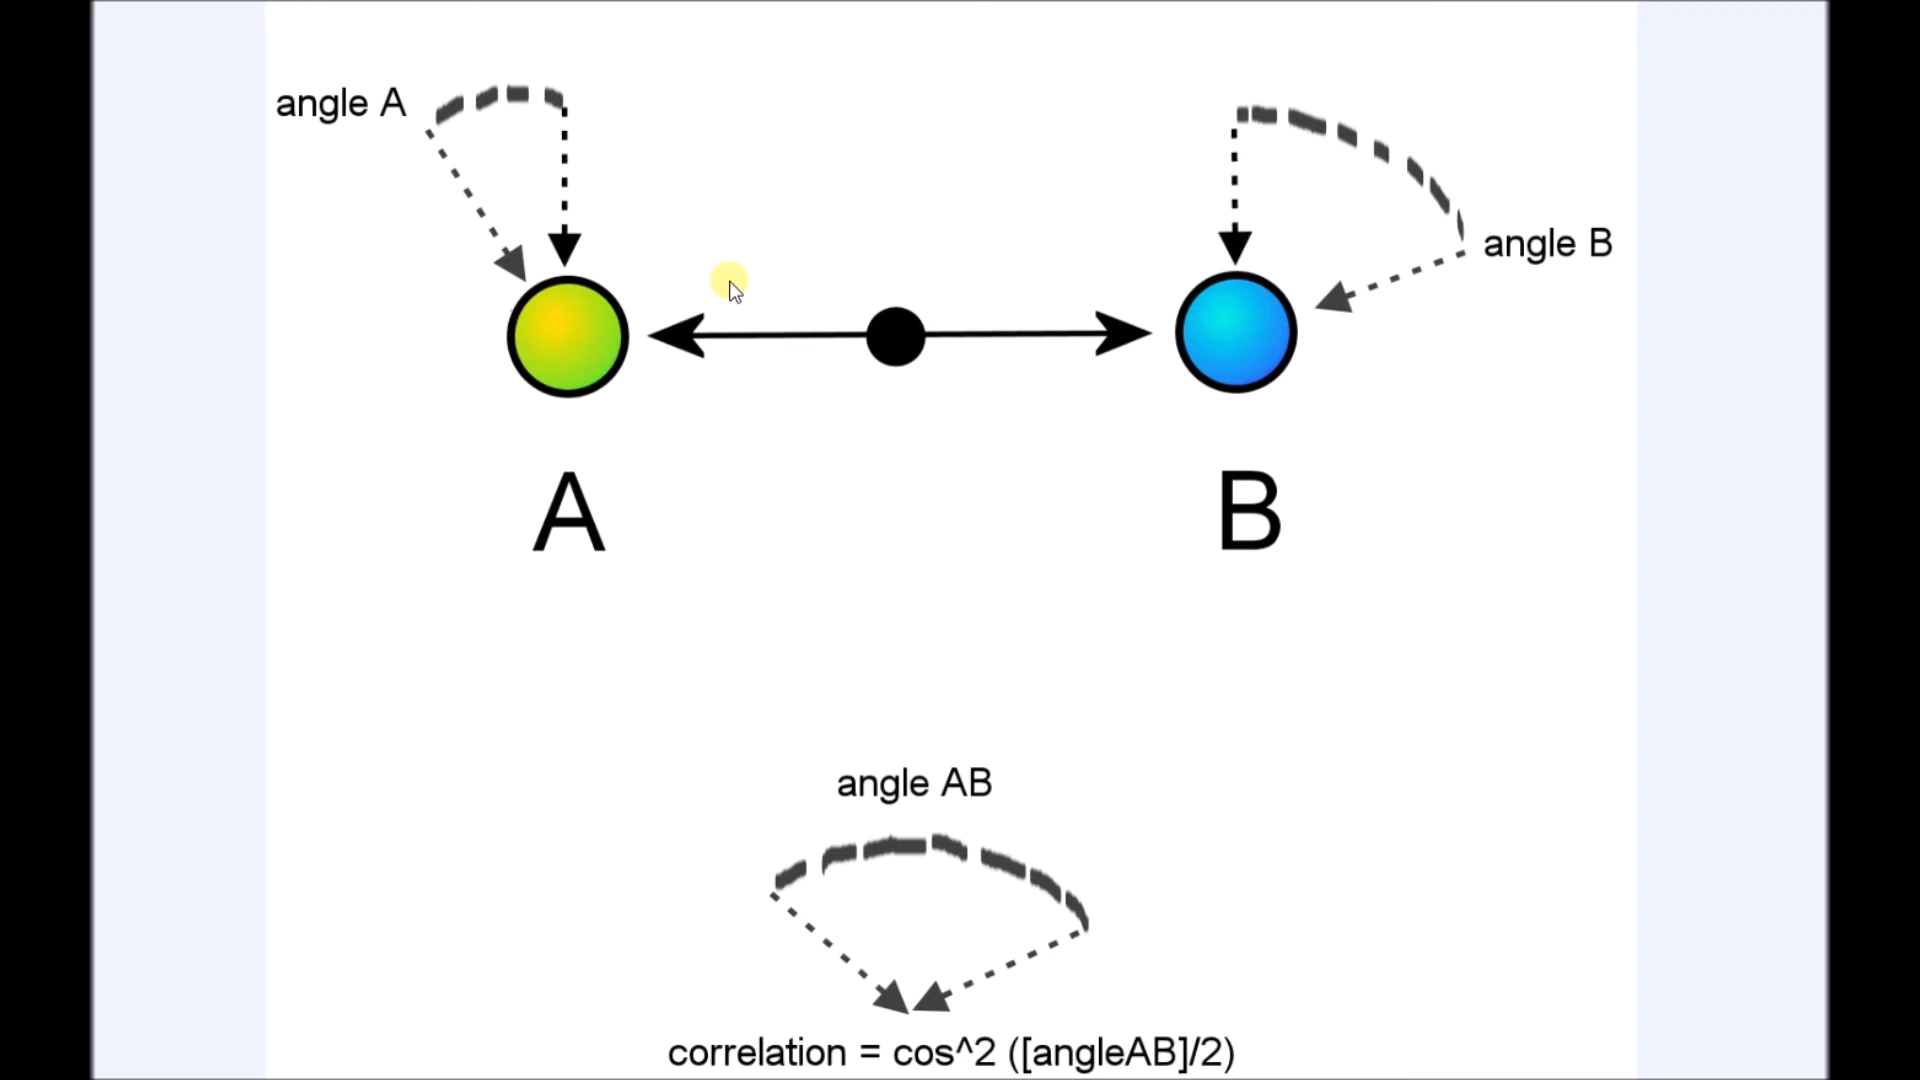 angle A
angle B
A
B
angle AB
correlation = cos^2 ([angleAB]/2)